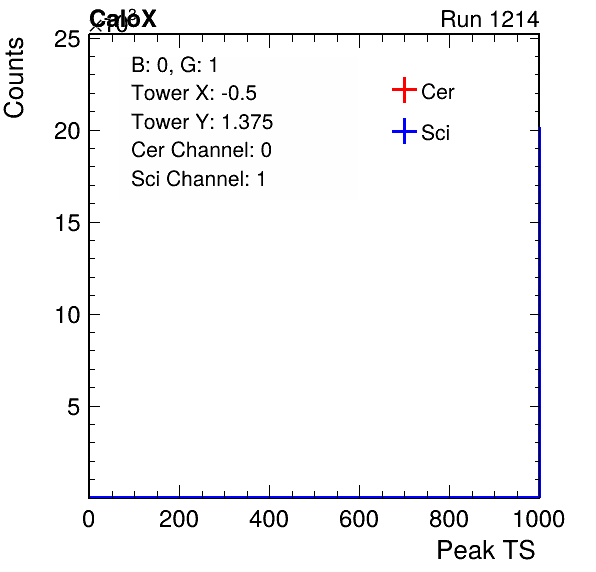 CaloX
×10³
Run 1214
Counts
B: 0, G: 1
Tower X: -0.5
Tower Y: 1.375
Cer Channel: 0
Sci Channel: 1
Cer
Sci
25
20
15
10
5
0 200 400 600 800 1000
Peak TS